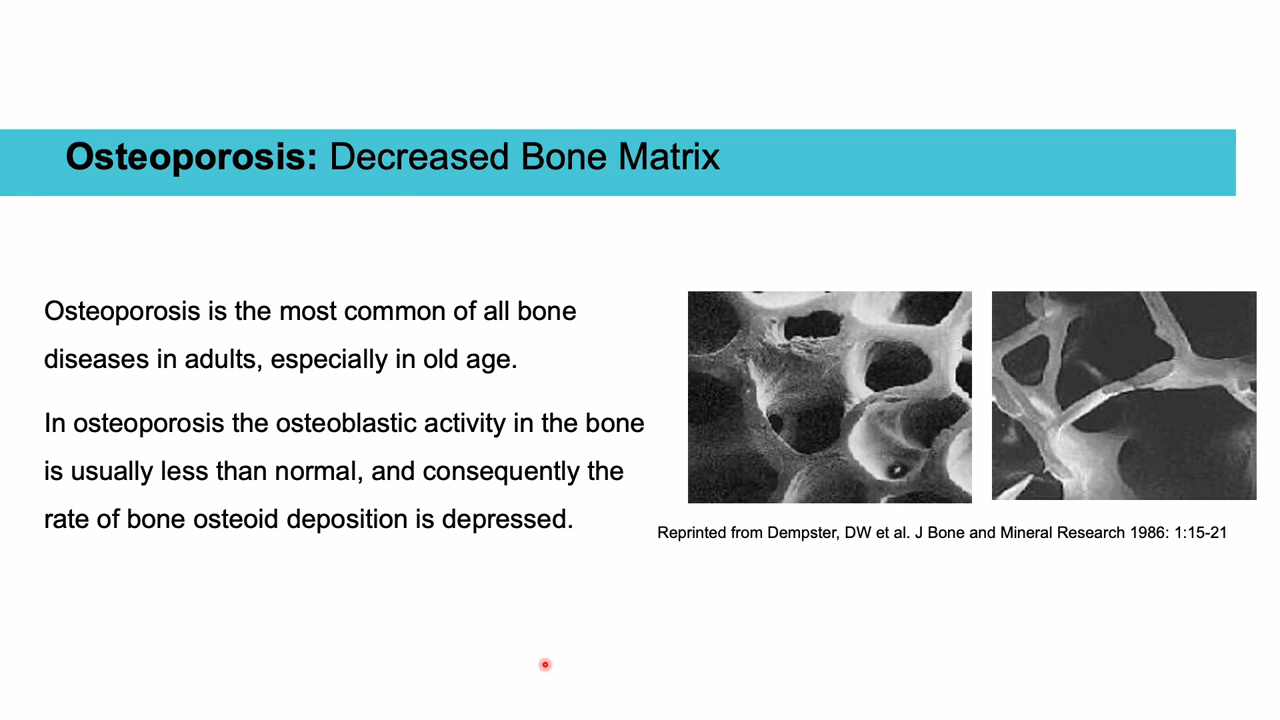 Osteoporosis: Decreased Bone Matrix
Osteoporosis is the most common of all bone
diseases in adults, especially in old age.
In osteoporosis the osteoblastic activity in the bone
is usually less than normal, and consequently the
rate of bone osteoid deposition is depressed.
Reprinted from Dempster, DW et al. J Bone and Mineral Research 1986: 1:15-21